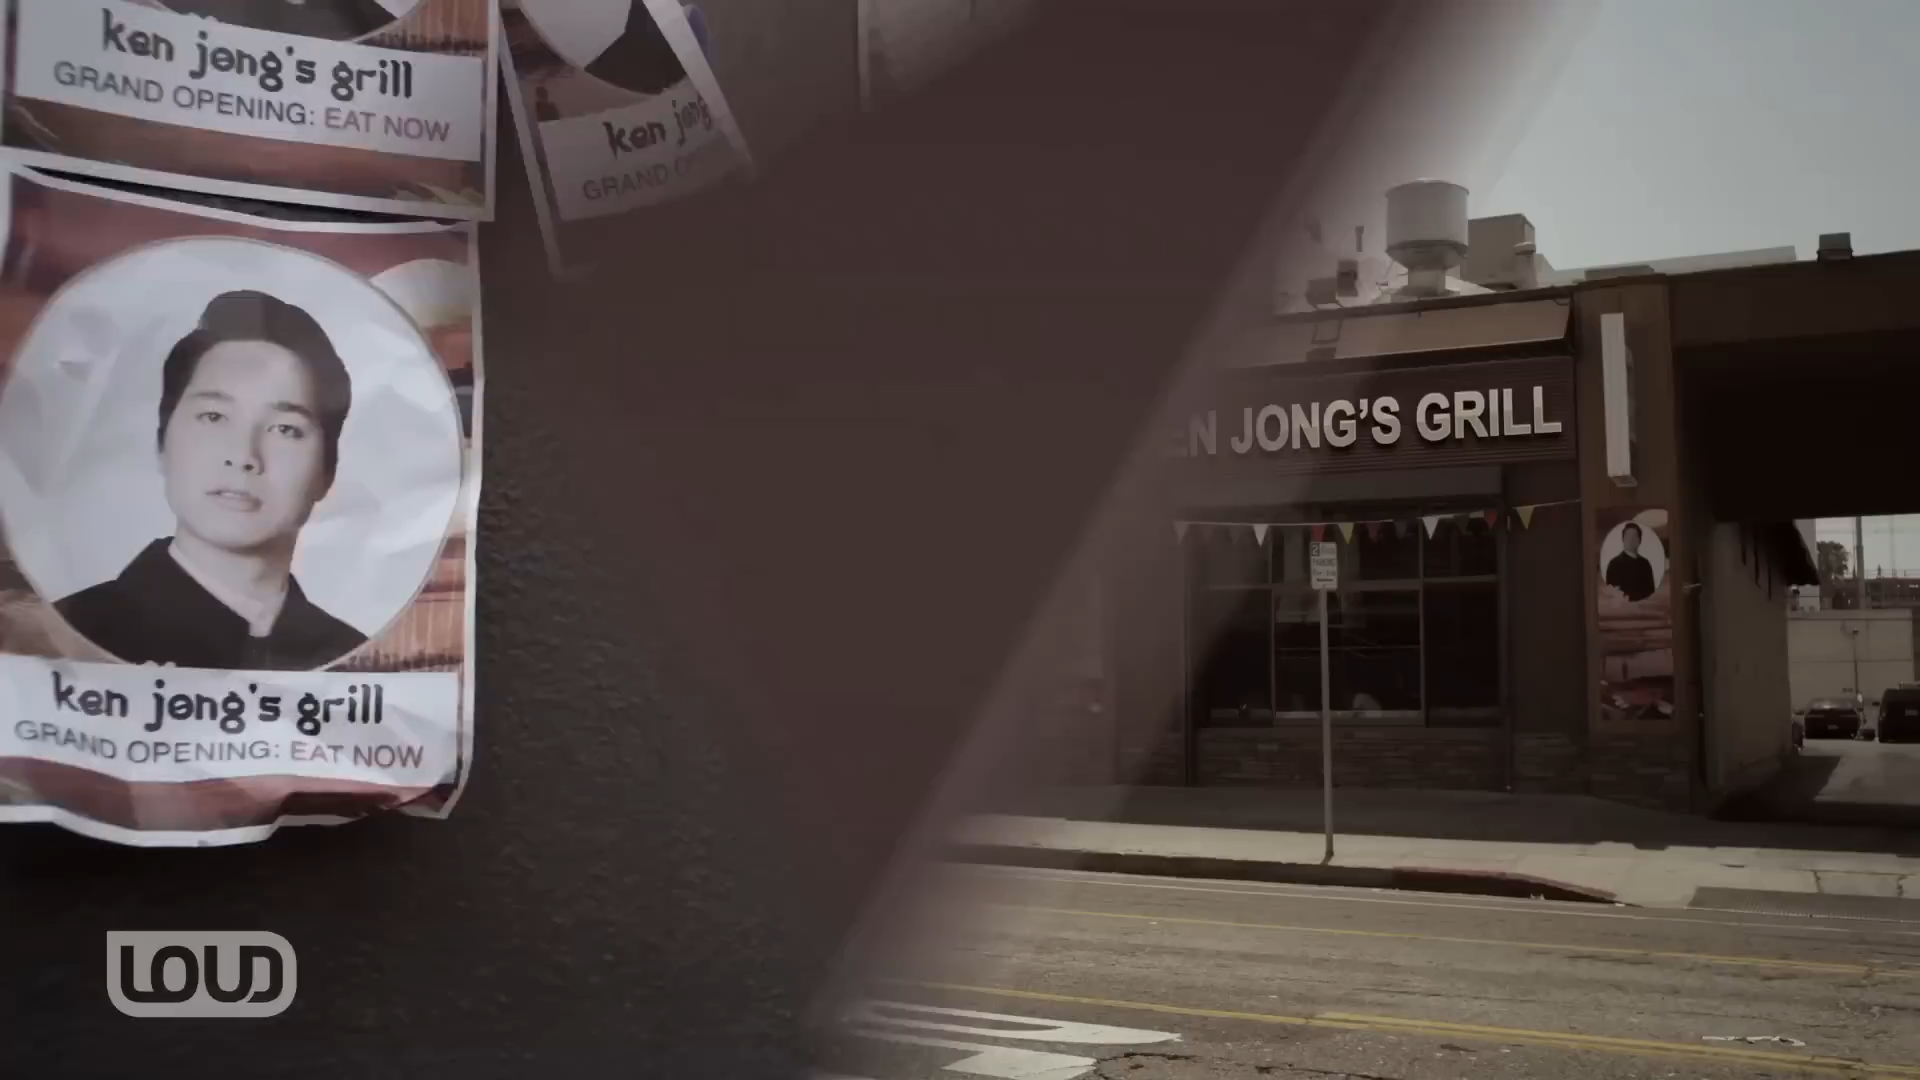 ken jong's grill
GRAND OPENING: EAT NOW
ken jong
GRAND
ken jong's grill
GRAND OPENING: EAT NOW
EN JONG'S GRILL
LOUD